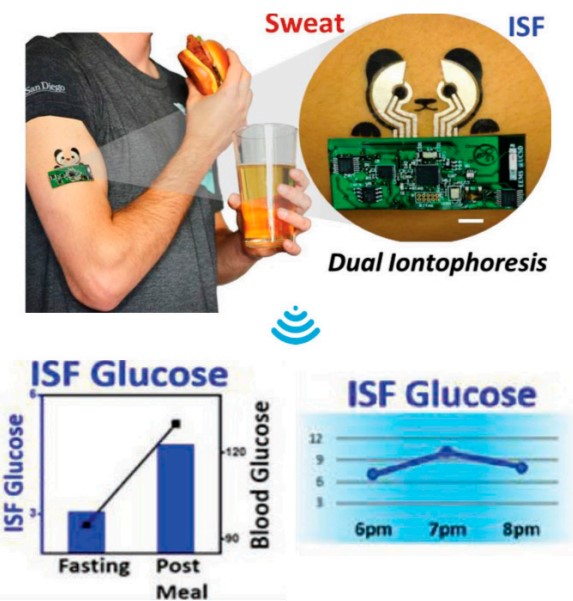 Sweat
ISF
San Diego
Dual Iontophoresis
ISF Glucose
6
3
ISF Glucose
120
90
Blood Glucose
Fasting
Post
Meal
ISF Glucose
12
9
6
3
6pm
7pm
8pm